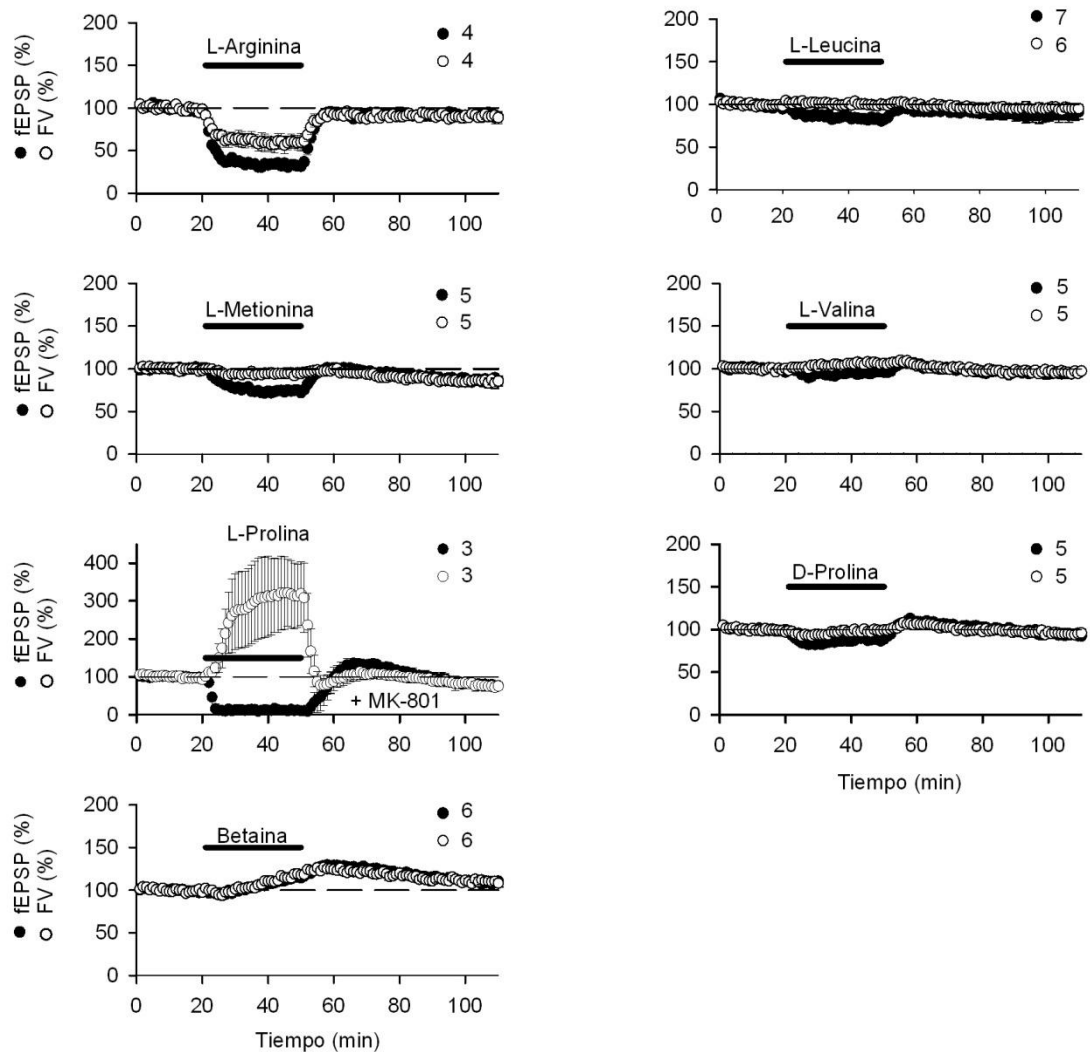 ● fEPSP (%)
○ FV (%)
200
150
100
50
0
L-Arginina
● 4
○ 4
0 20 40 60 80 100
200
150
100
50
0
L-Leucina
● 7
○ 6
0 20 40 60 80 100
● fEPSP (%)
○ FV (%)
200
150
100
50
0
L-Metionina
● 5
○ 5
0 20 40 60 80 100
200
150
100
50
0
L-Valina
● 5
○ 5
0 20 40 60 80 100
● fEPSP (%)
○ FV (%)
400
300
200
100
0
L-Prolina
● 3
○ 3
+ MK-801
0 20 40 60 80 100
200
150
100
50
0
D-Prolina
● 5
○ 5
0 20 40 60 80 100
Tiempo (min)
● fEPSP (%)
○ FV (%)
200
150
100
50
0
Betaina
● 6
○ 6
0 20 40 60 80 100
Tiempo (min)